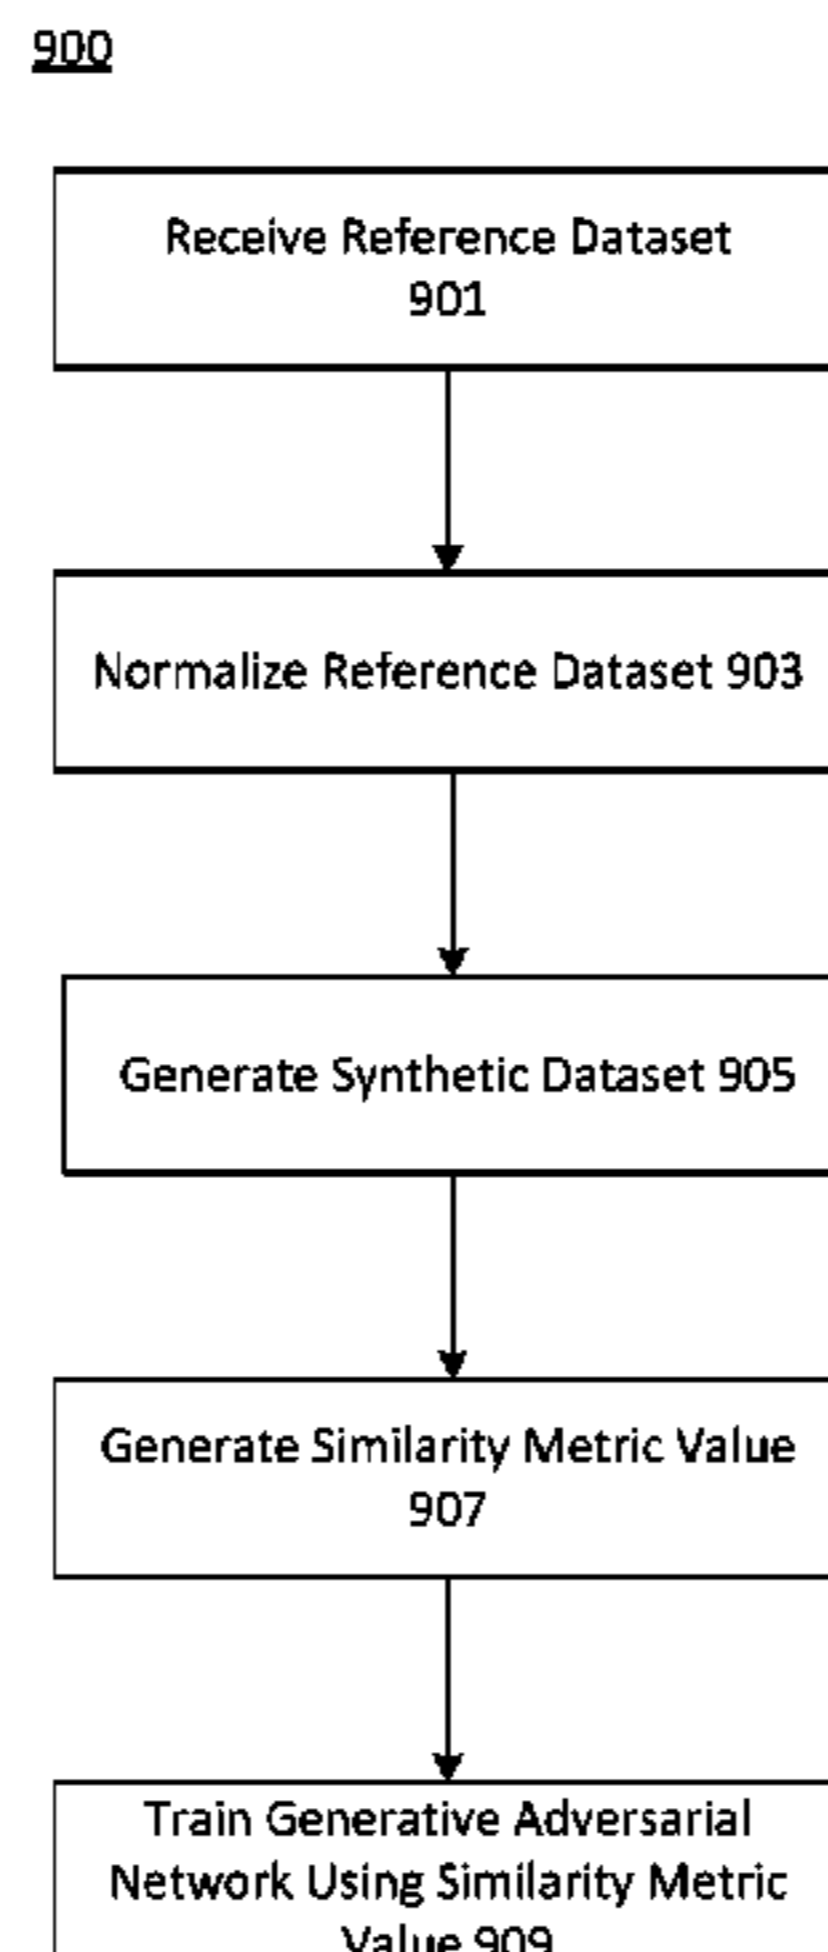 900
Receive Reference Dataset
901
Normalize Reference Dataset 903
Generate Synthetic Dataset 905
Generate Similarity Metric Value
907
Train Generative Adversarial
Network Using Similarity Metric
Value 909